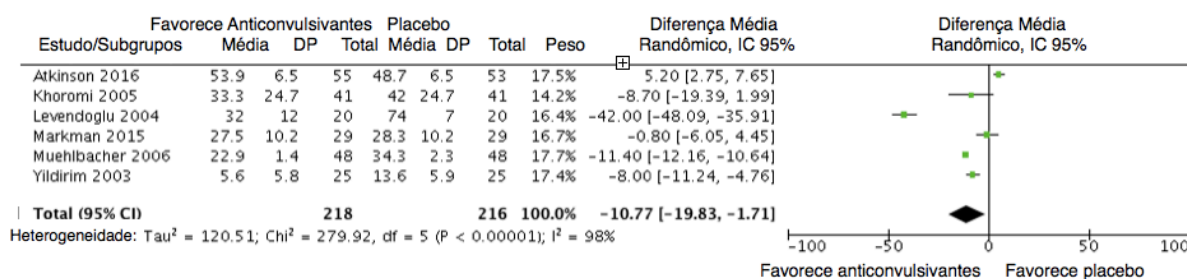 Favorece Anticonvulsivantes Placebo Diferença Média Diferença Média
Estudo/Subgrupos Média DP Total Média DP Total Peso Randômico, IC 95% Randômico, IC 95%
Atkinson 2016 53.9 6.5 55 48.7 6.5 53 17.5% 5.20 [2.75, 7.65]
Khoromi 2005 33.3 24.7 41 42 24.7 41 14.2% -8.70 [-19.39, 1.99]
Levendoglu 2004 32 12 20 74 7 20 16.4% -42.00 [-48.09, -35.91]
Markman 2015 27.5 10.2 29 28.3 10.2 29 16.7% -0.80 [-6.05, 4.45]
Muehlbacher 2006 22.9 1.4 48 34.3 2.3 48 17.7% -11.40 [-12.16, -10.64]
Yildirim 2003 5.6 5.8 25 13.6 5.9 25 17.4% -8.00 [-11.24, -4.76]
Total (95% CI) 218 216 100.0% -10.77 [-19.83, -1.71]
Heterogeneidade: Tau² = 120.51; Chi² = 279.92, df = 5 (P < 0.00001); I² = 98%
-100 -50 0 50 100
Favorece anticonvulsivantes Favorece placebo